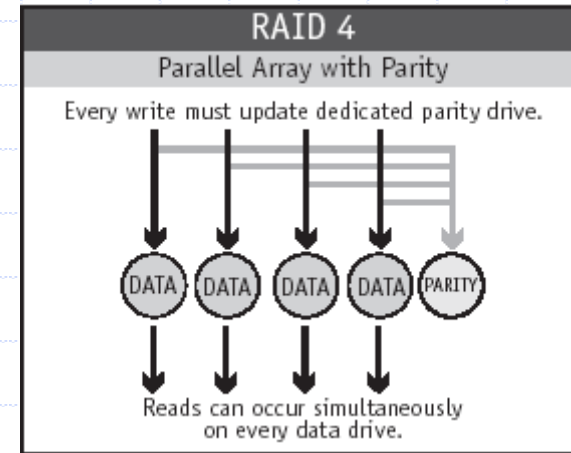 RAID 4
Parallel Array with Parity
Every write must update dedicated parity drive.
DATA DATA DATA DATA PARITY
Reads can occur simultaneously
on every data drive.